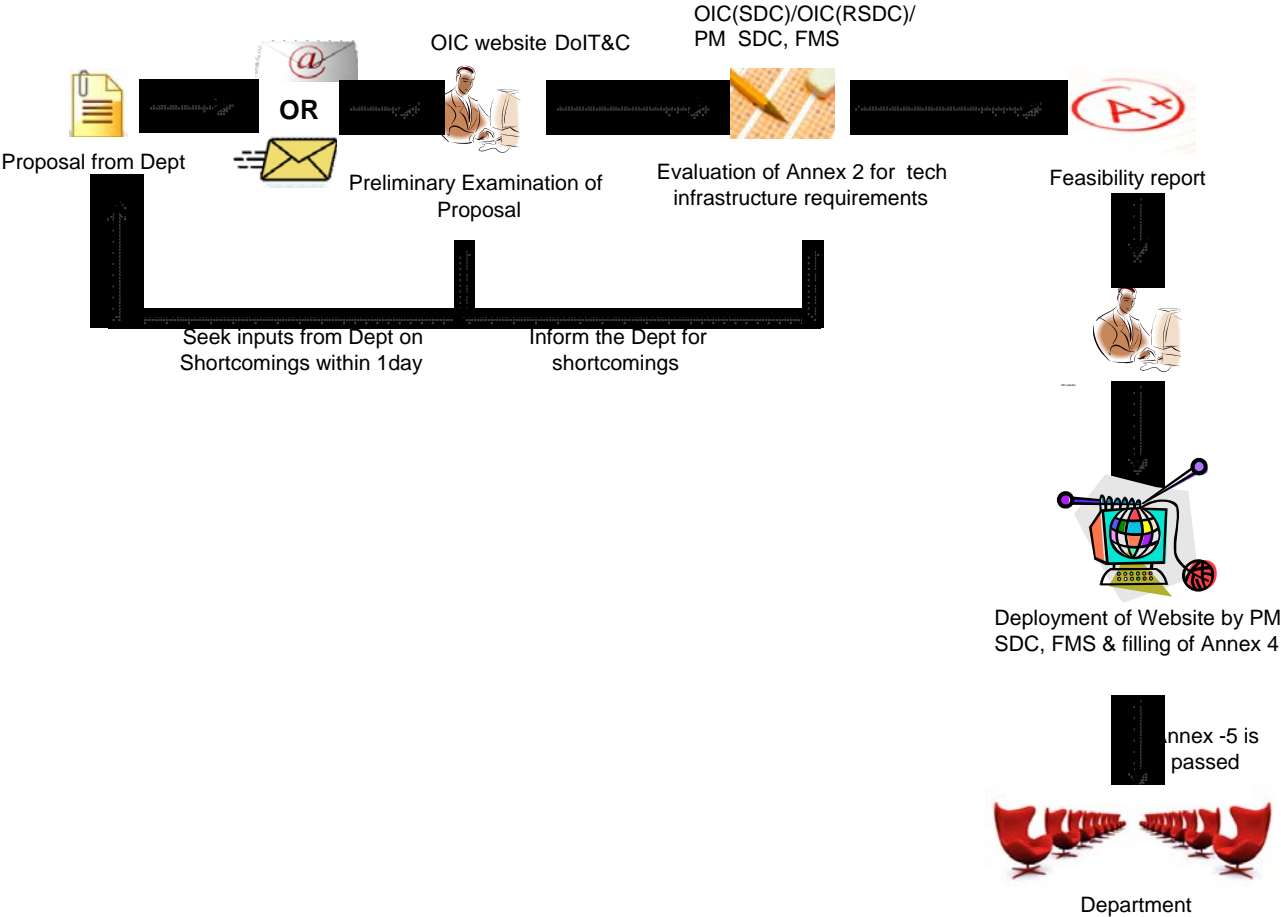 OIC(SDC)/OIC(RSDC)/
PM SDC, FMS
OIC website DoIT&C
@
OR
A+
Proposal from Dept
Preliminary Examination of
Proposal
Evaluation of Annex 2 for tech
infrastructure requirements
Feasibility report
Seek inputs from Dept on
Shortcomings within 1day
Inform the Dept for
shortcomings
Deployment of Website by PM
SDC, FMS & filling of Annex 4
-5 is
passed
Department